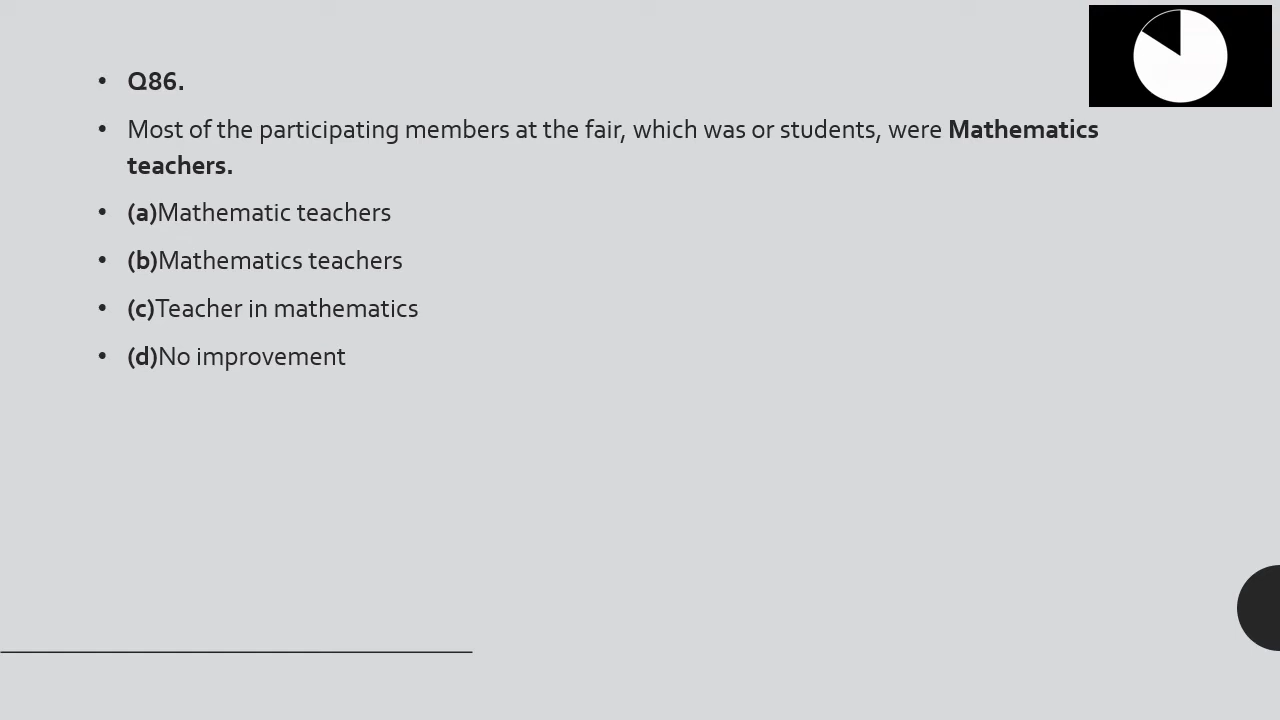 • Q86.
• Most of the participating members at the fair, which was or students, were Mathematics
teachers.
• (a)Mathematic teachers
• (b)Mathematics teachers
• (c)Teacher in mathematics
• (d)No improvement